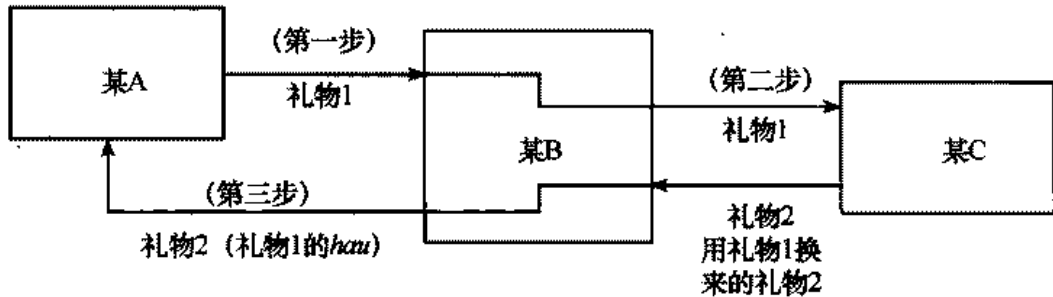 某A
（第一步）
礼物1
某B
（第二步）
礼物1
某C
（第三步）
礼物2（礼物1的hau）
礼物2
用礼物1换
来的礼物2